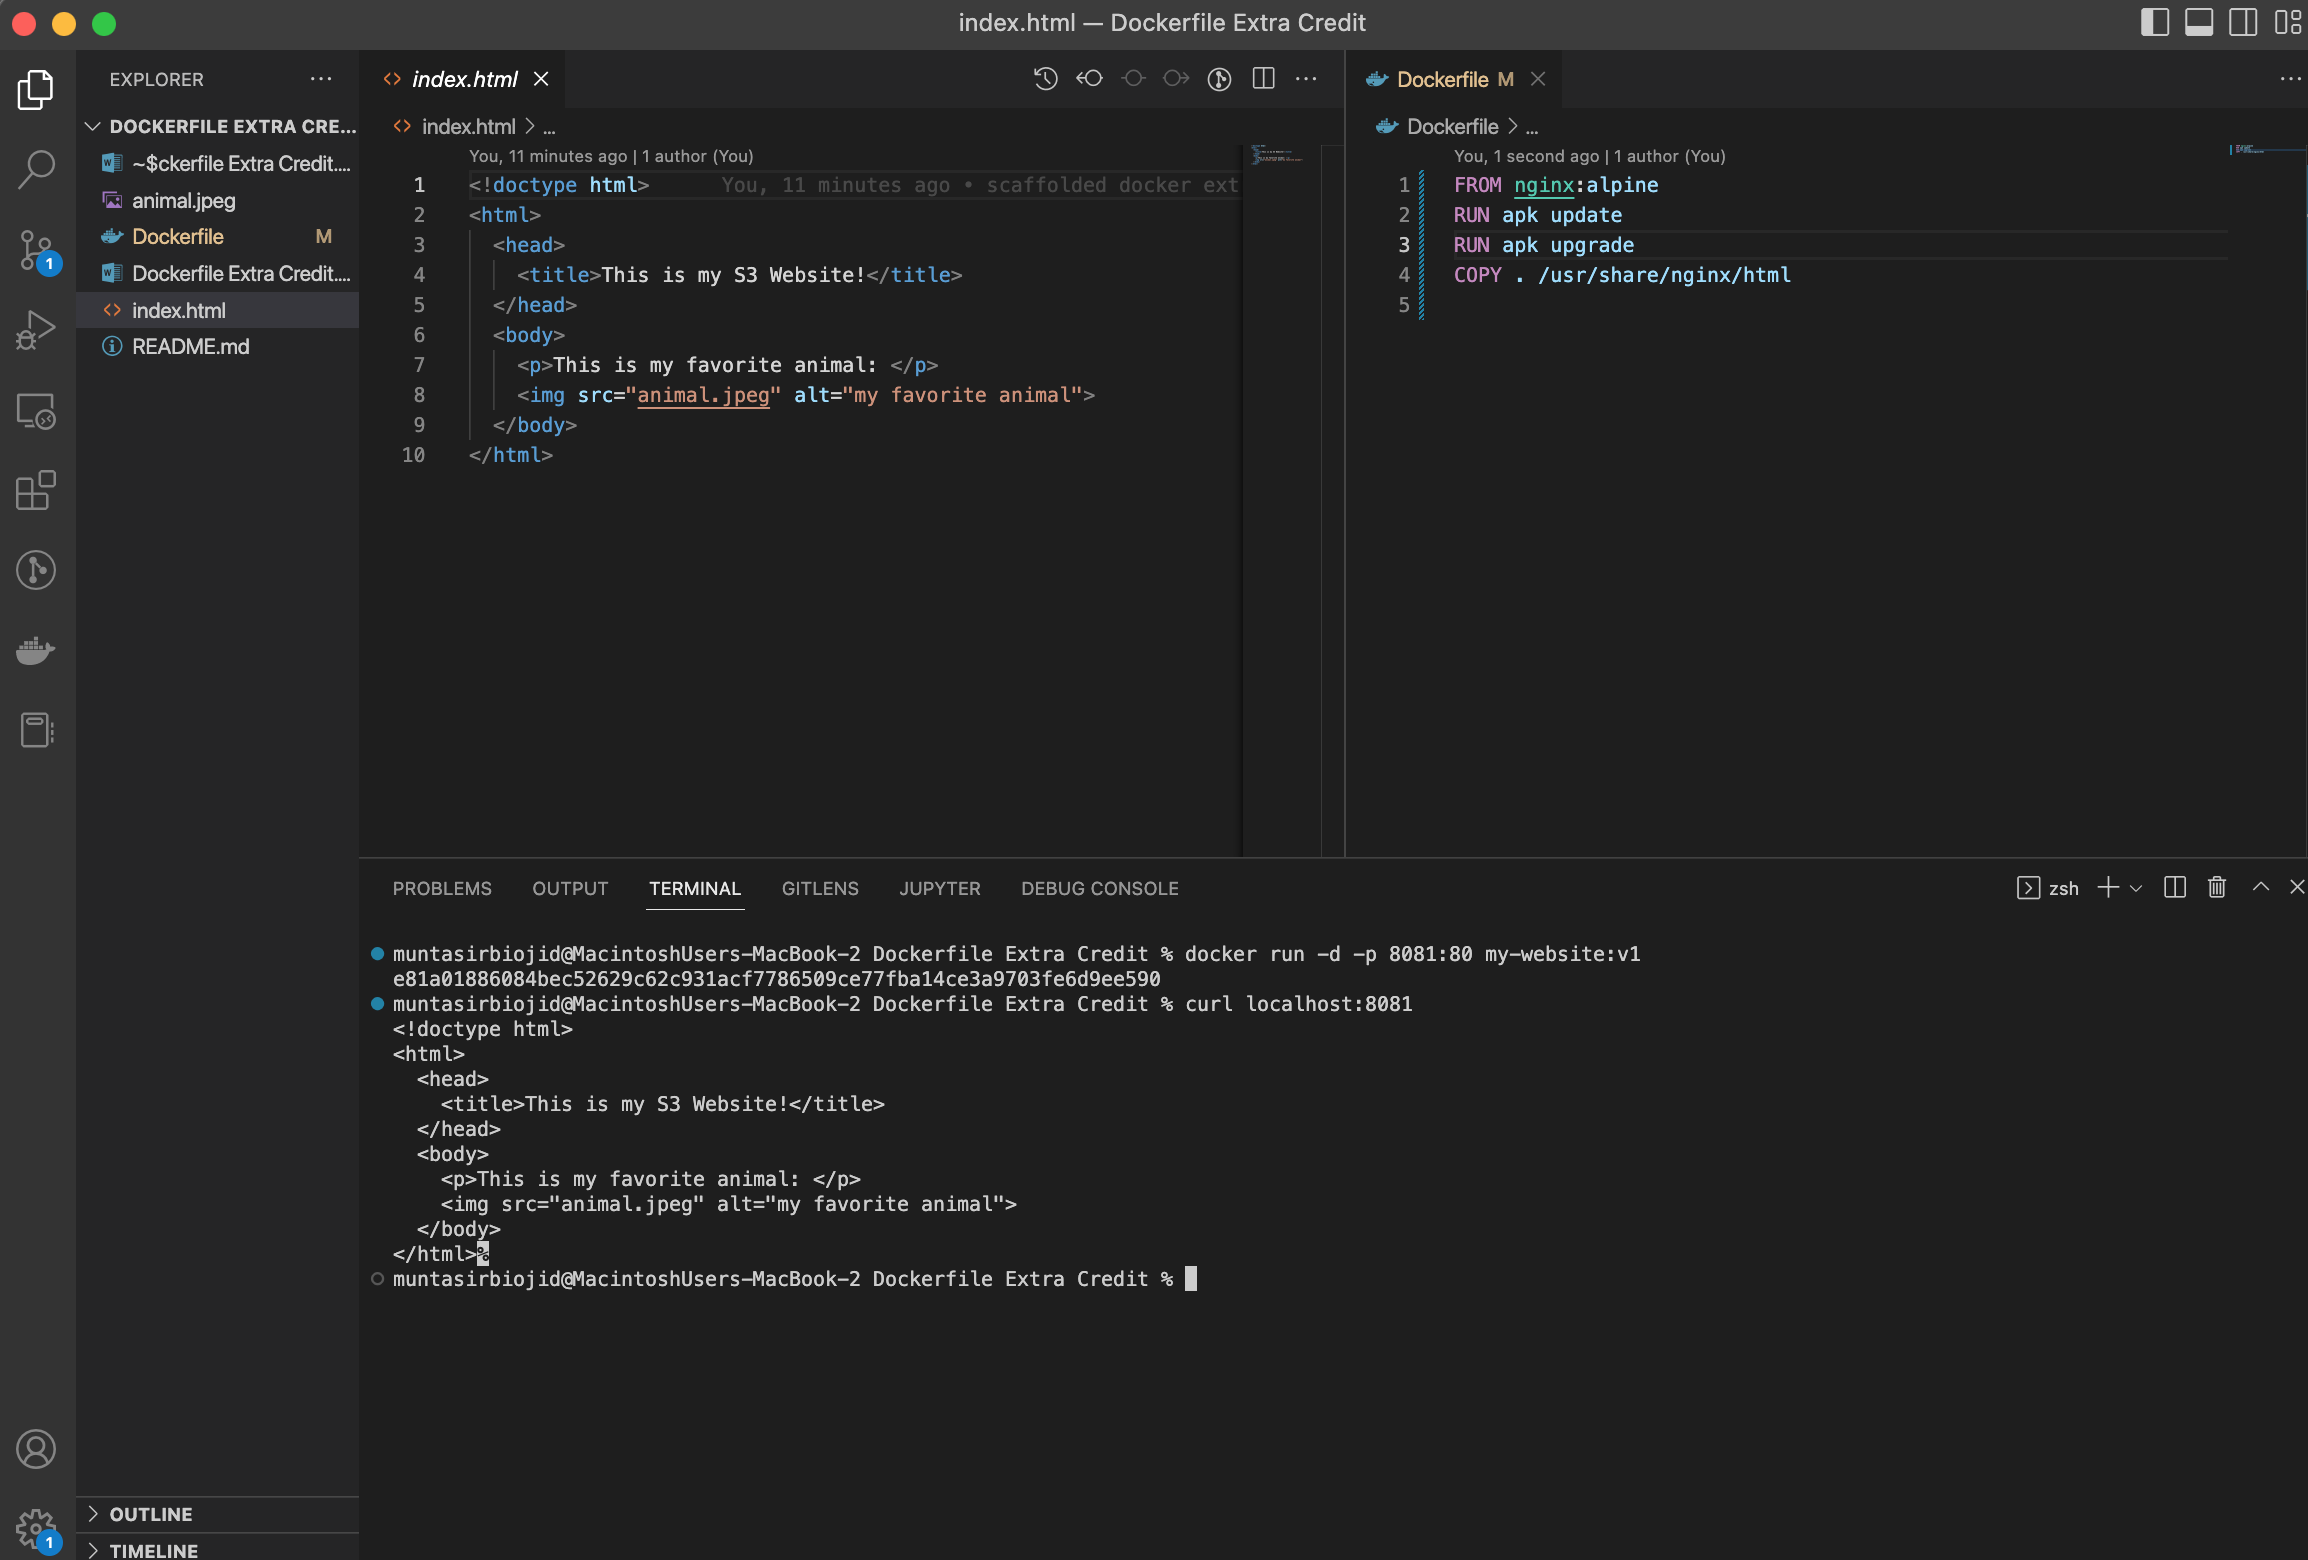 index.html — Dockerfile Extra Credit
EXPLORER
DOCKERFILE EXTRA CRE...
~$ckerfile Extra Credit....
animal.jpeg
Dockerfile M
Dockerfile Extra Credit....
index.html
README.md
OUTLINE
TIMELINE
1
1
index.html
index.html > ...
You, 11 minutes ago | 1 author (You)
1 <!doctype html> You, 11 minutes ago • scaffolded docker ext
2 <html>
3 <head>
4 <title>This is my S3 Website!</title>
5 </head>
6 <body>
7 <p>This is my favorite animal: </p>
8 <img src="animal.jpeg" alt="my favorite animal">
9 </body>
10 </html>
Dockerfile M
Dockerfile > ...
You, 1 second ago | 1 author (You)
1 FROM nginx:alpine
2 RUN apk update
3 RUN apk upgrade
4 COPY . /usr/share/nginx/html
5
PROBLEMS OUTPUT TERMINAL GITLENS JUPYTER DEBUG CONSOLE
zsh
muntasirbiojid@MacintoshUsers-MacBook-2 Dockerfile Extra Credit % docker run -d -p 8081:80 my-website:v1
e81a01886084bec52629c62c931acf7786509ce77fba14ce3a9703fe6d9ee590
muntasirbiojid@MacintoshUsers-MacBook-2 Dockerfile Extra Credit % curl localhost:8081
<!doctype html>
<html>
<head>
<title>This is my S3 Website!</title>
</head>
<body>
<p>This is my favorite animal: </p>
<img src="animal.jpeg" alt="my favorite animal">
</body>
</html>%
muntasirbiojid@MacintoshUsers-MacBook-2 Dockerfile Extra Credit %